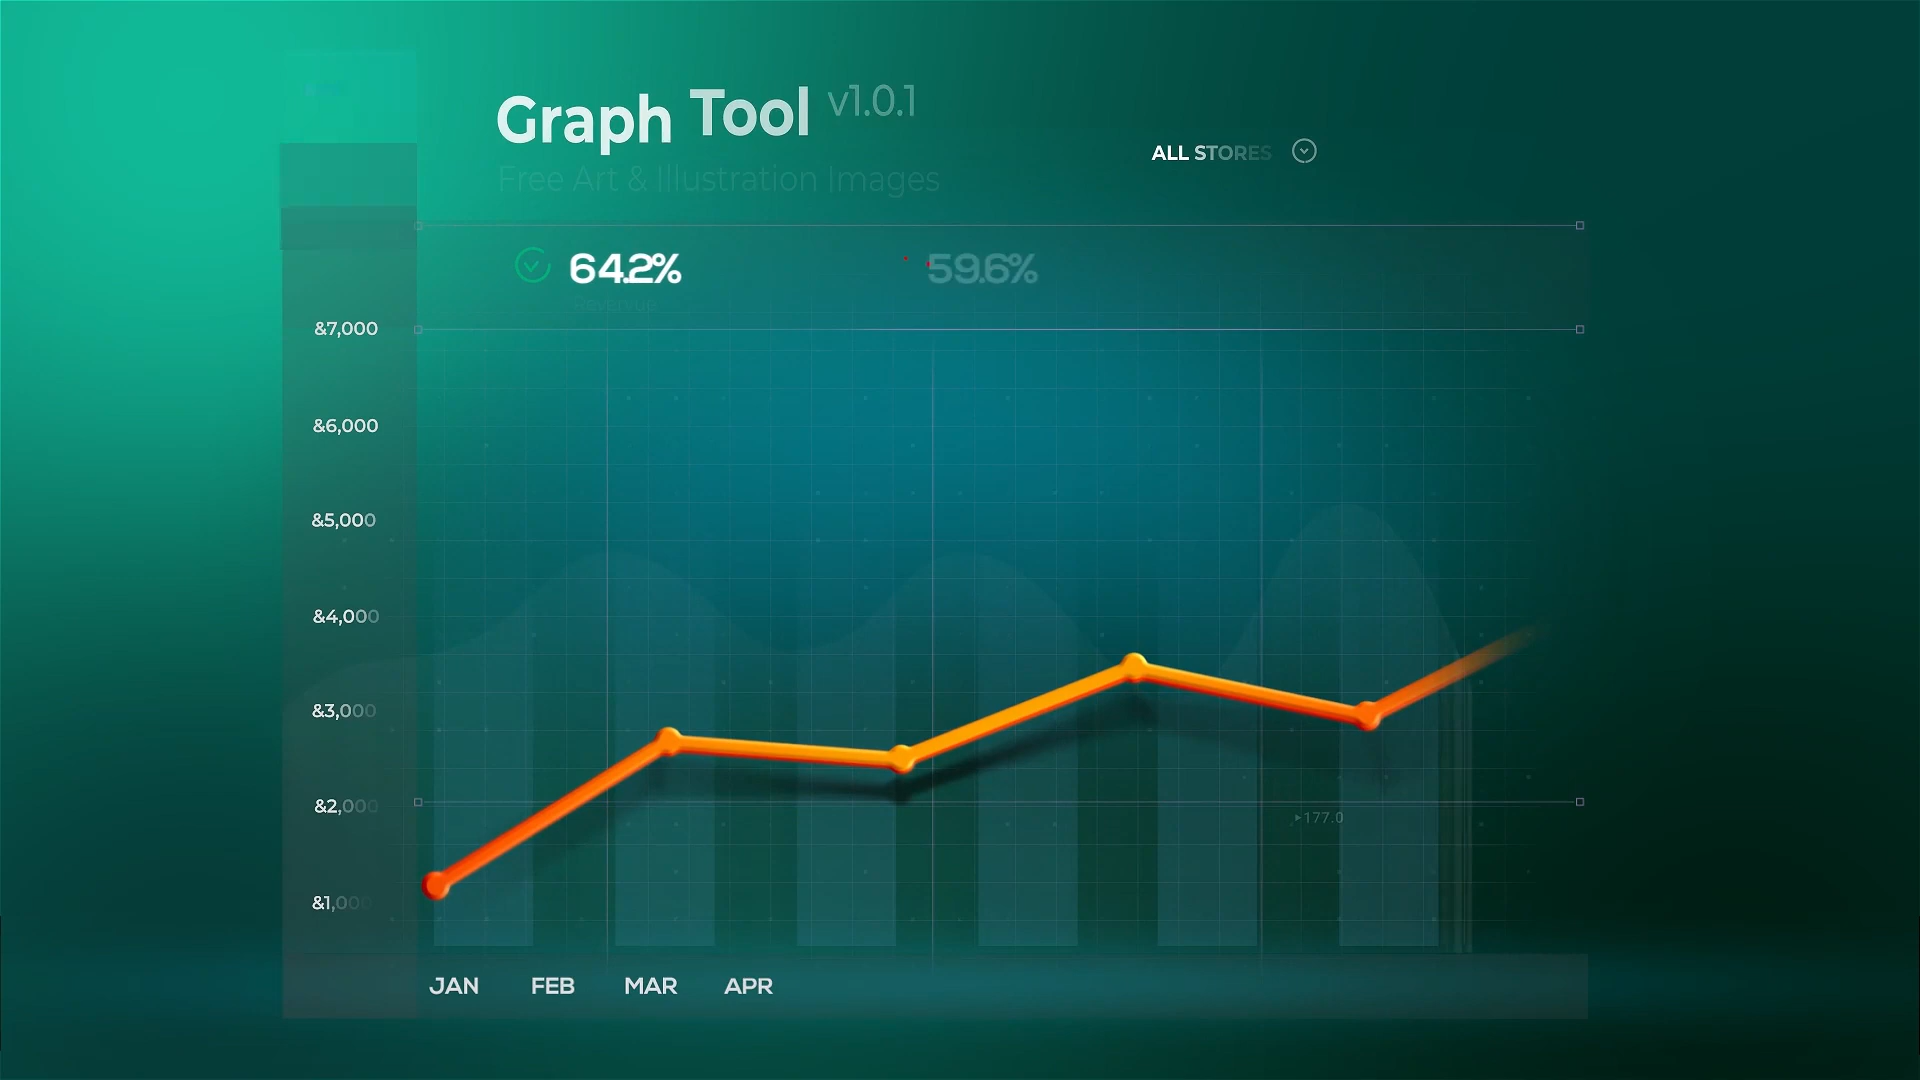 Graph Tool v1.0.1
Free Art & Illustration Images
ALL STORES
64.2% 59.6%
Revenue
&7,000
&6,000
&5,000
&4,000
&3,000
&2,000
▸177.0
&1,000
JAN FEB MAR APR